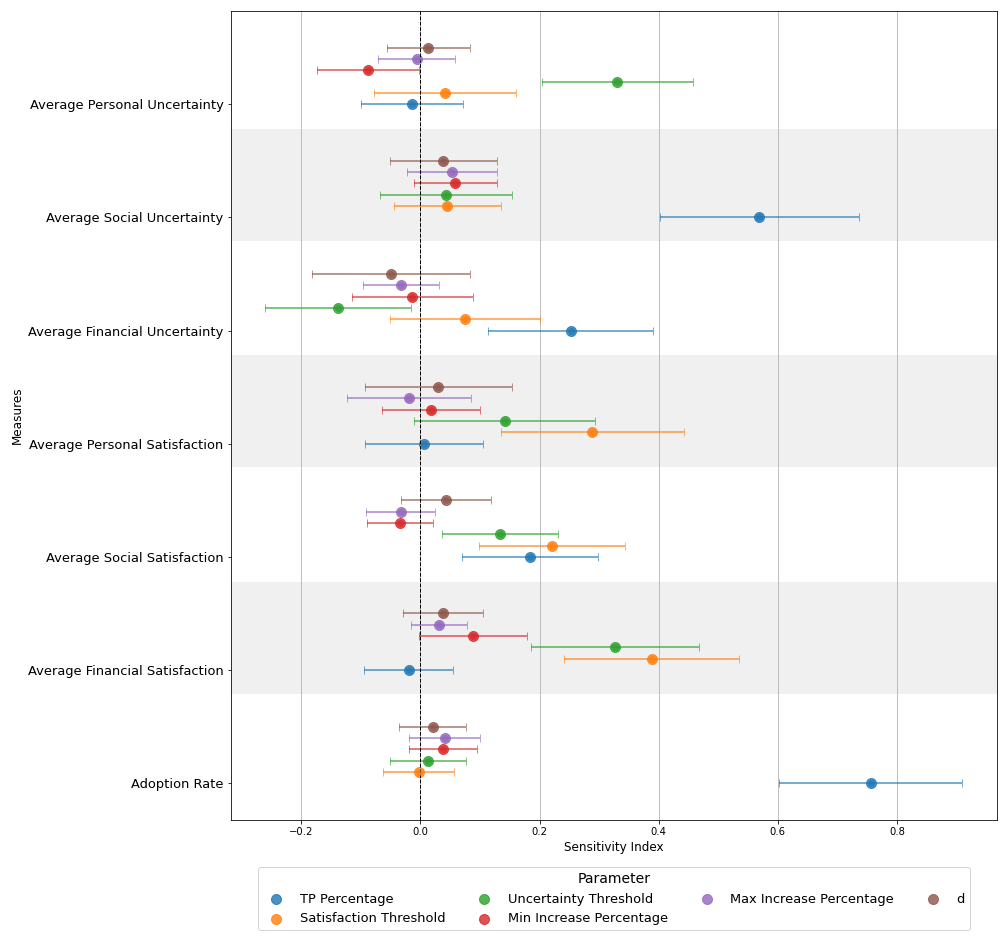 Average Personal Uncertainty
Average Social Uncertainty
Average Financial Uncertainty
Average Personal Satisfaction
Average Social Satisfaction
Average Financial Satisfaction
Adoption Rate
Measures
−0.2 0.0 0.2 0.4 0.6 0.8
Sensitivity Index
Parameter
TP Percentage Uncertainty Threshold Max Increase Percentage d
Satisfaction Threshold Min Increase Percentage